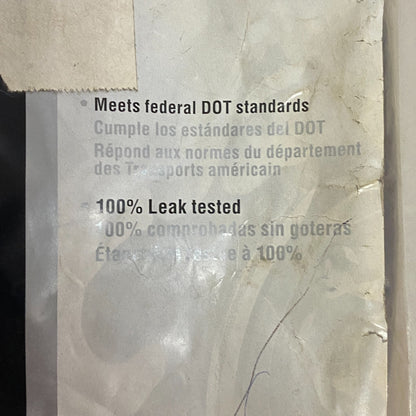 • Meets federal DOT standards
Cumple los estándares del DOT
Répond aux normes du département
des Transports américain
• 100% Leak tested
100% comprobadas sin goteras
à 100%